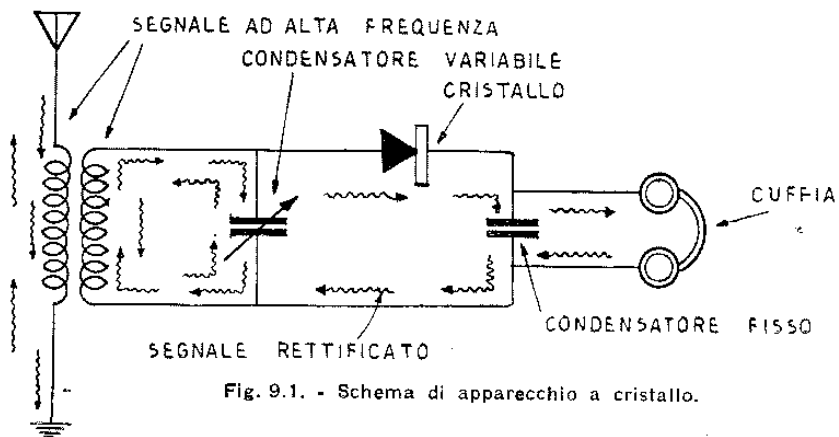 SEGNALE AD ALTA FREQUENZA
CONDENSATORE VARIABILE
CRISTALLO
CUFFIA
CONDENSATORE FISSO
SEGNALE RETTIFICATO
Fig. 9.1. - Schema di apparecchio a cristallo.